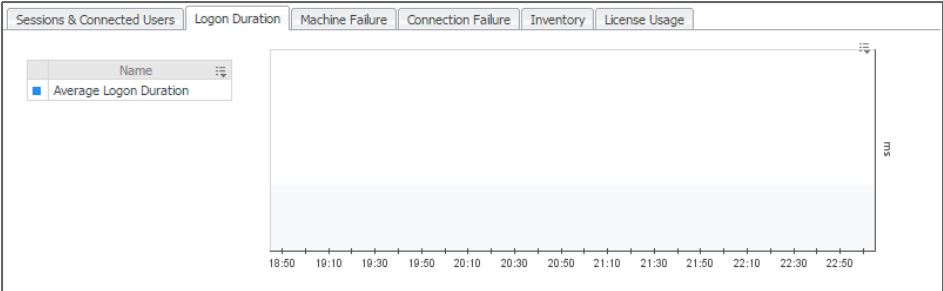 Sessions & Connected Users Logon Duration Machine Failure Connection Failure Inventory License Usage
Name
Average Logon Duration
ms
18:50 19:10 19:30 19:50 20:10 20:30 20:50 21:10 21:30 21:50 22:10 22:30 22:50